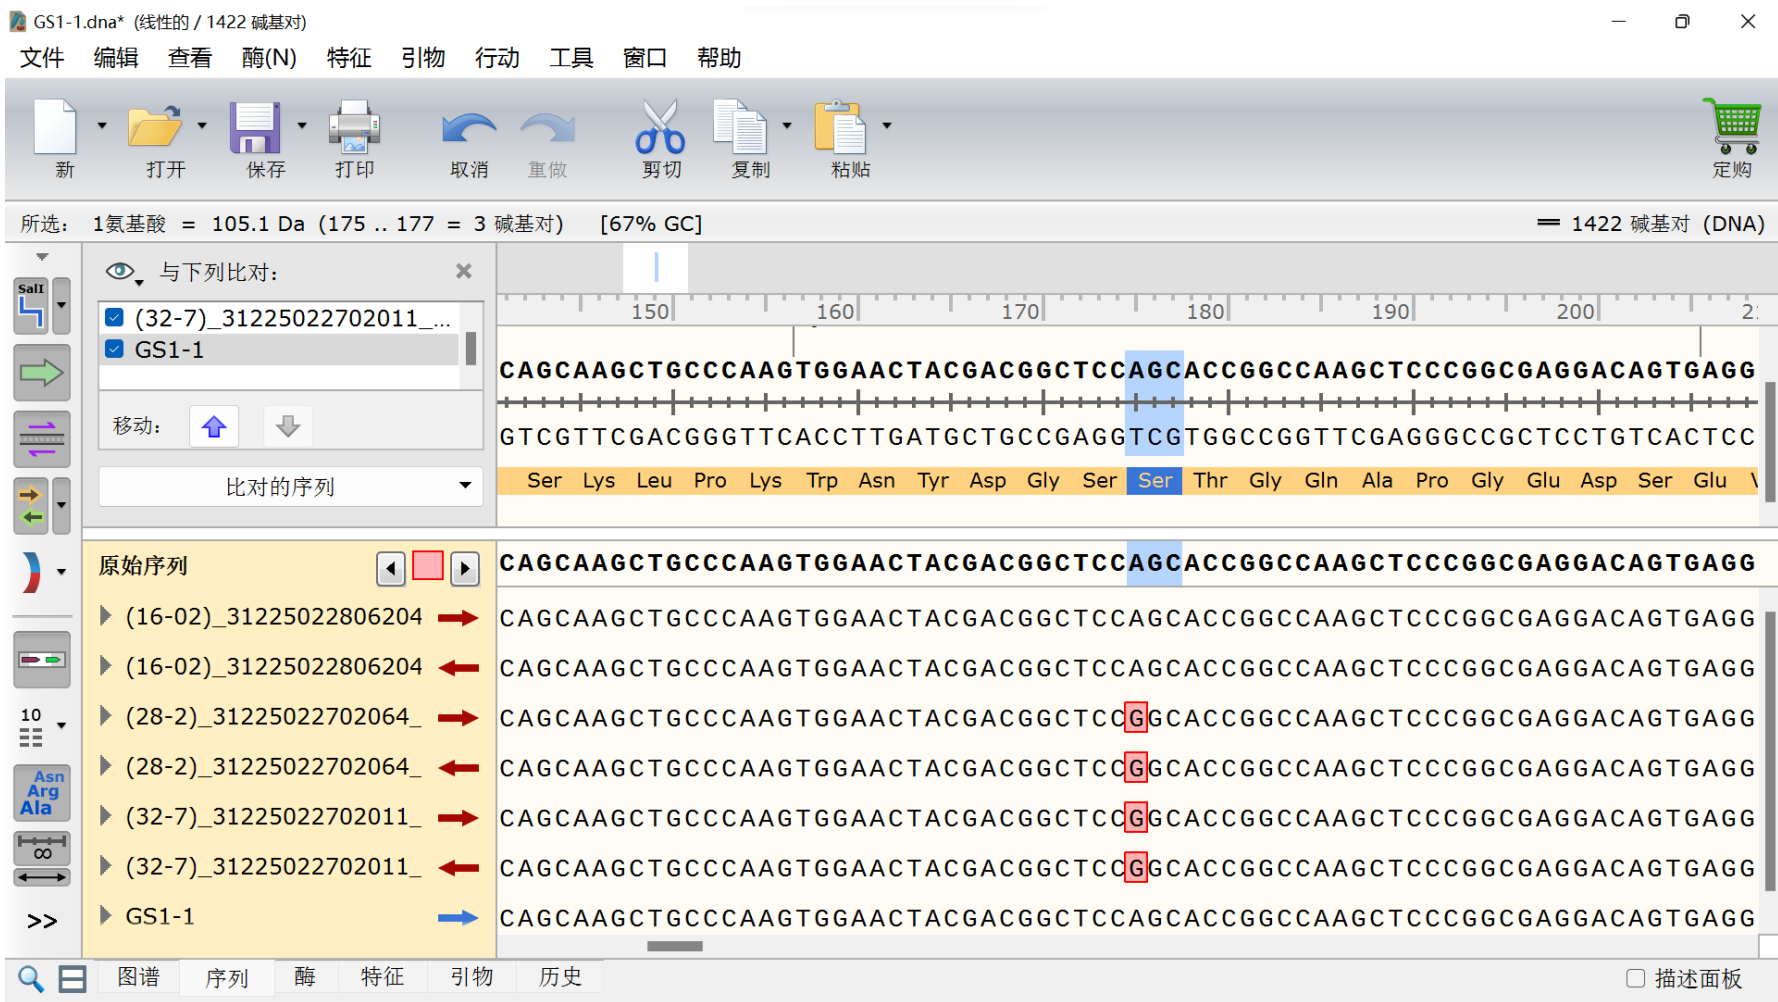 GS1-1.dna* (线性的 / 1422 碱基对)
文件 编辑 查看 酶(N) 特征 引物 行动 工具 窗口 帮助
新 打开 保存 打印 取消 重做 剪切 复制 粘贴 定购
所选: 1氨基酸 = 105.1 Da (175 .. 177 = 3 碱基对) [67% GC] 1422 碱基对 (DNA)
SalI
与下列比对:
(32-7)_31225022702011_...
GS1-1
移动:
比对的序列
150 160 170 180 190 200
CAGCAAGCTGCCCAAGTGGAACTACGACGGCTCCAGCACCGGCCAAGCTCCCGGCGAGGACAGTGAGG
GTCGTTCGACGGGTTCACCTTGATGCTGCCGAGGTCGTGGCCGGTTCGAGGGCCGCTCCTGTCACTCC
Ser Lys Leu Pro Lys Trp Asn Tyr Asp Gly Ser Ser Thr Gly Gln Ala Pro Gly Glu Asp Ser Glu
原始序列 CAGCAAGCTGCCCAAGTGGAACTACGACGGCTCCAGCACCGGCCAAGCTCCCGGCGAGGACAGTGAGG
(16-02)_31225022806204 CAGCAAGCTGCCCAAGTGGAACTACGACGGCTCCAGCACCGGCCAAGCTCCCGGCGAGGACAGTGAGG
(16-02)_31225022806204 CAGCAAGCTGCCCAAGTGGAACTACGACGGCTCCAGCACCGGCCAAGCTCCCGGCGAGGACAGTGAGG
(28-2)_31225022702064_ CAGCAAGCTGCCCAAGTGGAACTACGACGGCTCCGGCACCGGCCAAGCTCCCGGCGAGGACAGTGAGG
(28-2)_31225022702064_ CAGCAAGCTGCCCAAGTGGAACTACGACGGCTCCGGCACCGGCCAAGCTCCCGGCGAGGACAGTGAGG
(32-7)_31225022702011_ CAGCAAGCTGCCCAAGTGGAACTACGACGGCTCCGGCACCGGCCAAGCTCCCGGCGAGGACAGTGAGG
(32-7)_31225022702011_ CAGCAAGCTGCCCAAGTGGAACTACGACGGCTCCGGCACCGGCCAAGCTCCCGGCGAGGACAGTGAGG
GS1-1 CAGCAAGCTGCCCAAGTGGAACTACGACGGCTCCAGCACCGGCCAAGCTCCCGGCGAGGACAGTGAGG
10
Asn
Arg
Ala
∞
>>
图谱 序列 酶 特征 引物 历史 描述面板